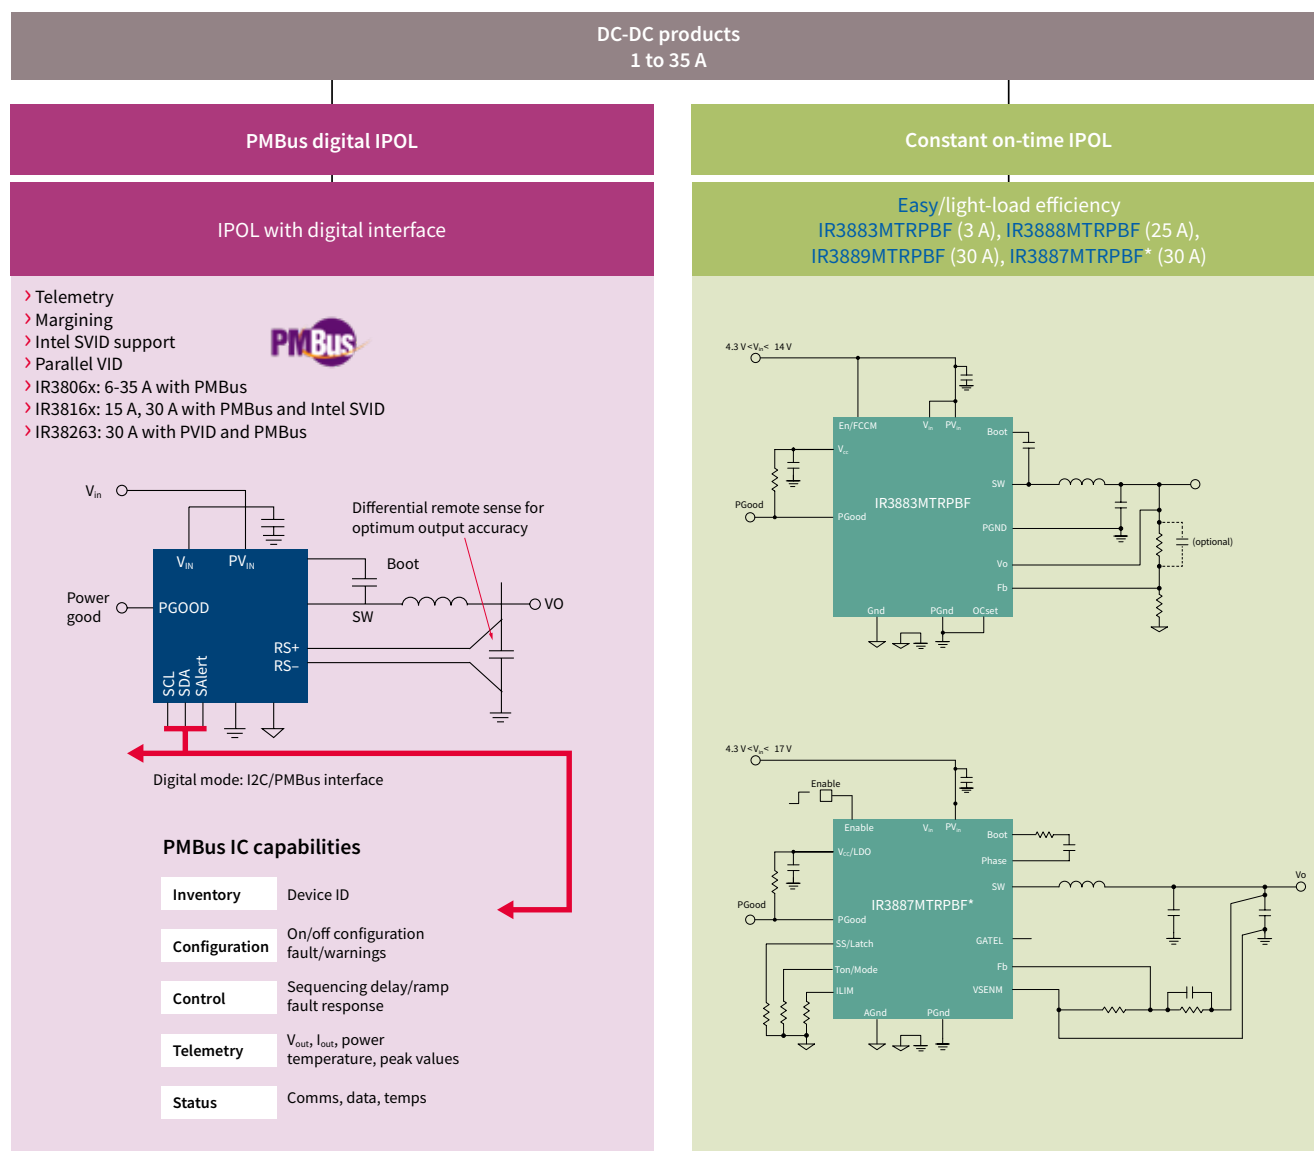 DC-DC products
1 to 35 A
PMBus digital IPOL
IPOL with digital interface
› Telemetry
› Margining
› Intel SVID support
› Parallel VID
› IR3806x: 6-35 A with PMBus
› IR3816x: 15 A, 30 A with PMBus and Intel SVID
› IR38263: 30 A with PVID and PMBus
PMBus
Vin
Differential remote sense for
optimum output accuracy
VIN
PVIN
Boot
Power
good
PGOOD
SW
VO
RS+
RS–
SCL
SDA
SAlert
Digital mode: I2C/PMBus interface
PMBus IC capabilities
Inventory Device ID
Configuration On/off configuration
fault/warnings
Control Sequencing delay/ramp
fault response
Telemetry Vout, Iout, power
temperature, peak values
Status Comms, data, temps
Constant on-time IPOL
Easy/light-load efficiency
IR3883MTRPBF (3 A), IR3888MTRPBF (25 A),
IR3889MTRPBF (30 A), IR3887MTRPBF* (30 A)
4.3 V <Vin< 14 V
En/FCCM
Vin
PVin
Boot
Vcc
SW
IR3883MTRPBF
PGood
PGood
PGND
(optional)
Vo
Fb
Gnd
PGnd
OCset
4.3 V <Vin< 17 V
Enable
Enable
Vin
PVin
Boot
VCC/LDO
Phase
SW
Vo
IR3887MTRPBF*
PGood
PGood
SS/Latch
GATEL
Ton/Mode
Fb
ILIM
VSENM
AGnd
PGnd